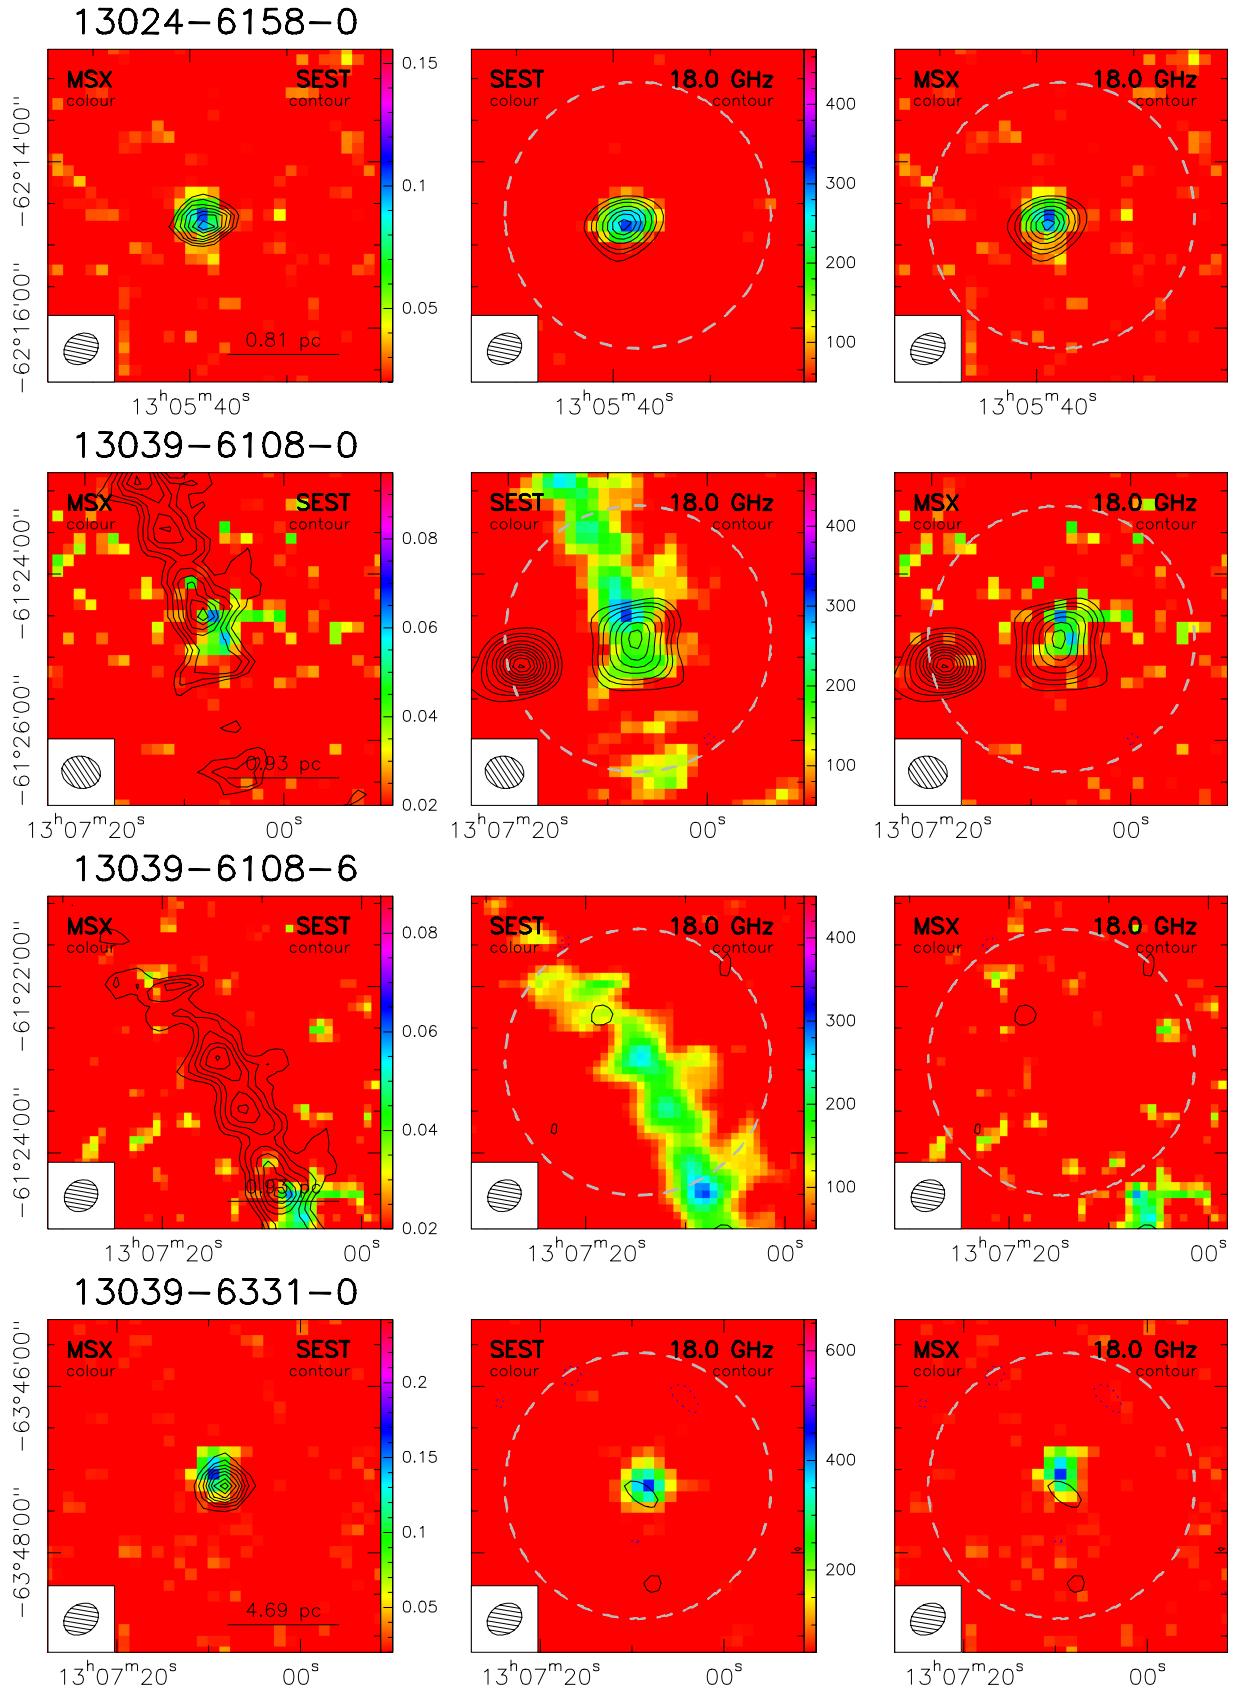 13024−6158−0
MSX SEST
colour contour
0.81 pc
0.15
0.1
0.05
−62°14'00''
−62°16'00''
13h05m40s
SEST 18.0 GHz
colour contour
400
300
200
100
13h05m40s
MSX 18.0 GHz
colour contour
13h05m40s
13039−6108−0
MSX SEST
colour contour
0.93 pc
0.08
0.06
0.04
0.02
−61°24'00''
−61°26'00''
13h07m20s 00s
SEST 18.0 GHz
colour contour
400
300
200
100
13h07m20s 00s
MSX 18.0 GHz
colour contour
13h07m20s 00s
13039−6108−6
MSX SEST
colour contour
pc
0.08
0.06
0.04
0.02
−61°22'00''
−61°24'00''
13h07m20s 00s
SEST 18.0 GHz
colour contour
400
300
200
100
13h07m20s 00s
MSX 18.0 GHz
colour contour
13h07m20s 00s
13039−6331−0
MSX SEST
colour contour
4.69 pc
0.2
0.15
0.1
0.05
−63°46'00''
−63°48'00''
13h07m20s 00s
SEST 18.0 GHz
colour contour
600
400
200
13h07m20s 00s
MSX 18.0 GHz
colour contour
13h07m20s 00s